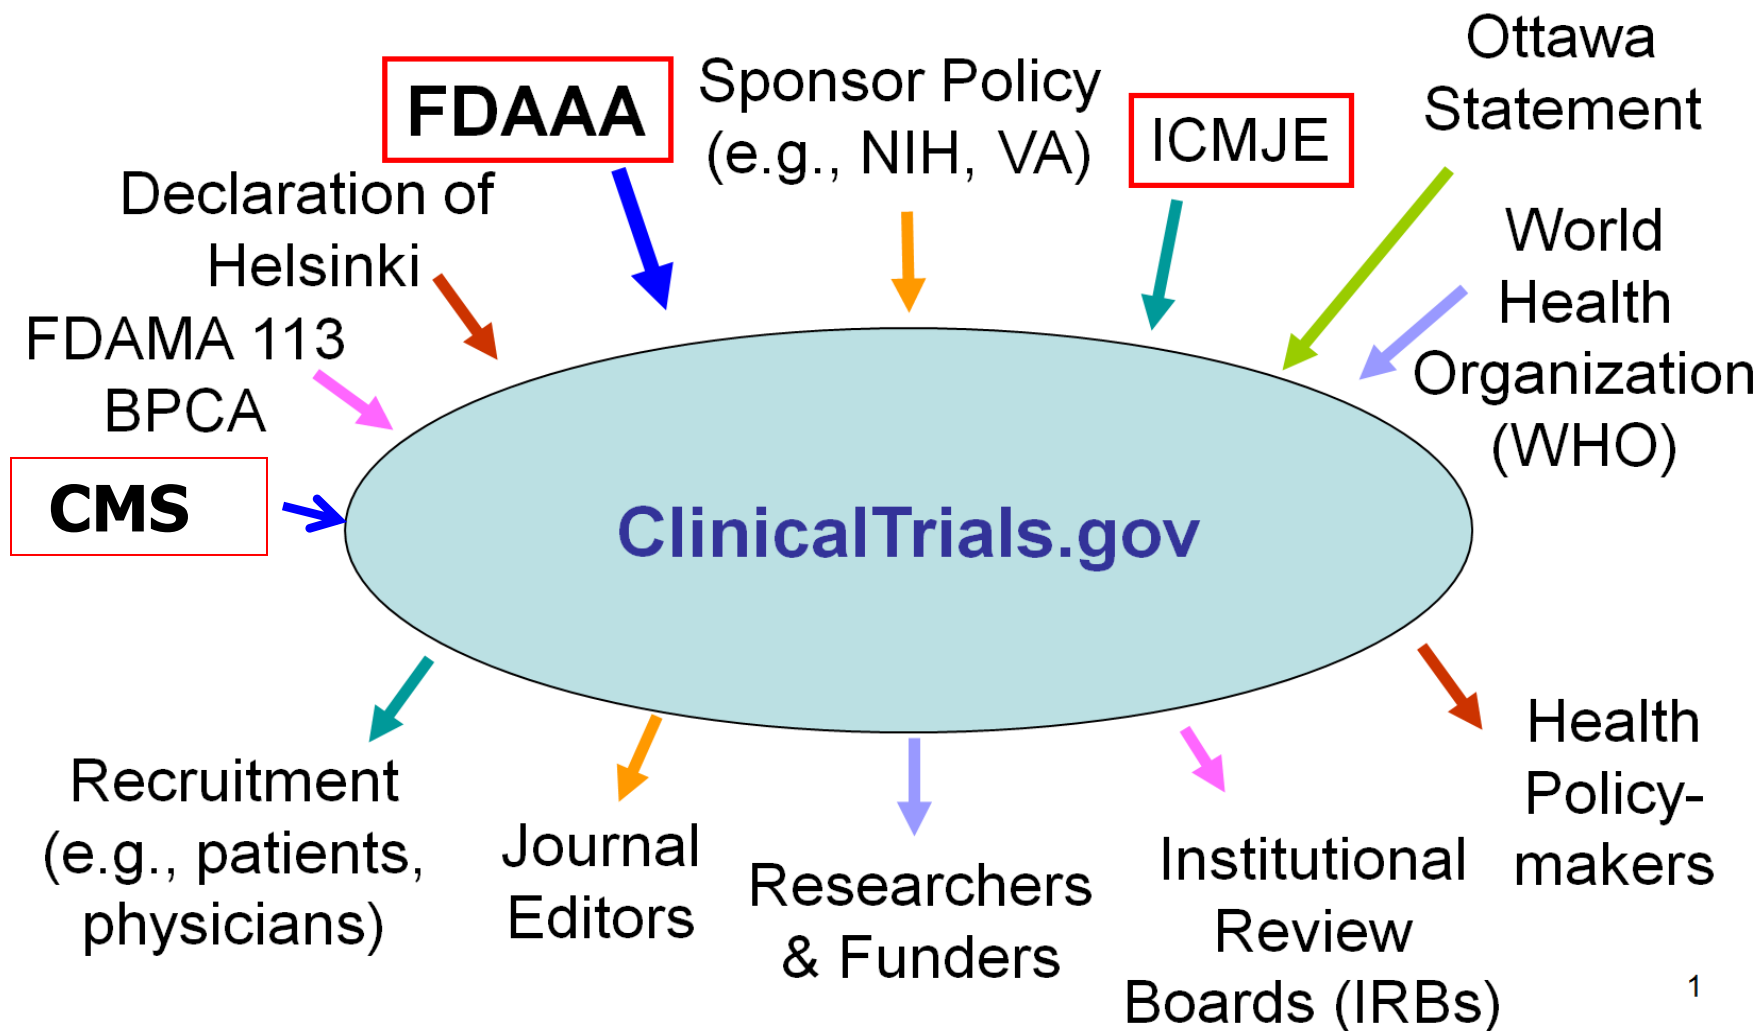 FDAAA
Sponsor Policy
(e.g., NIH, VA)
ICMJE
Ottawa
Statement
Declaration of
Helsinki
World
Health
Organization
(WHO)
FDAMA 113
BPCA
CMS
ClinicalTrials.gov
Recruitment
(e.g., patients,
physicians)
Journal
Editors
Researchers
& Funders
Institutional
Review
Boards (IRBs)
Health
Policy-
makers
1